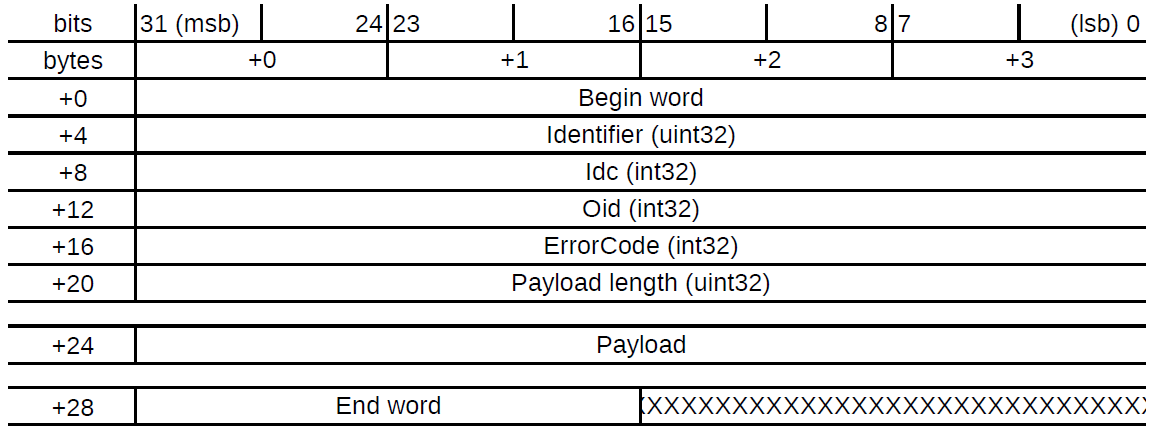 bits 31 (msb) 24 23 16 15 8 7 (lsb) 0
bytes +0 +1 +2 +3
+0 Begin word
+4 Identifier (uint32)
+8 Idc (int32)
+12 Oid (int32)
+16 ErrorCode (int32)
+20 Payload length (uint32)
+24 Payload
+28 End word XXXXXXXXXXXXXXXXXXXXXXXXXXXXXX